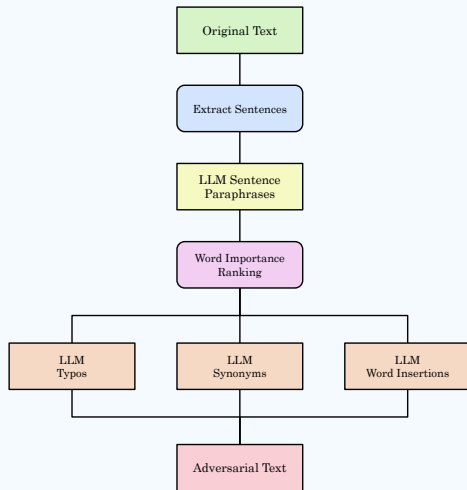 Original Text
Extract Sentences
LLM Sentence
Paraphrases
Word Importance
Ranking
LLM
Typos
LLM
Synonyms
LLM
Word Insertions
Adversarial Text